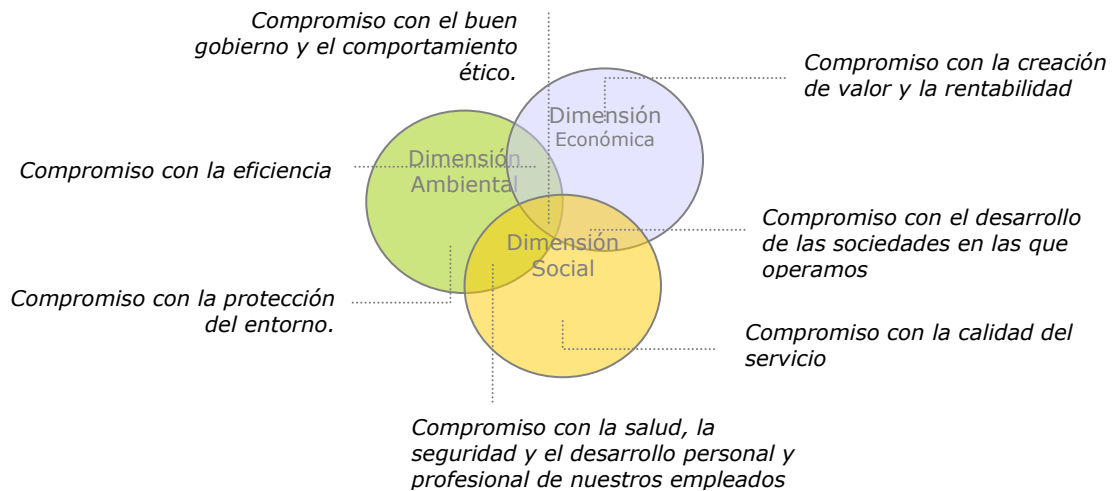 Compromiso con el buen
gobierno y el comportamiento
ético.
Compromiso con la creación
de valor y la rentabilidad
Dimensión
Económica
Compromiso con la eficiencia
Dimensión
Ambiental
Compromiso con el desarrollo
de las sociedades en las que
operamos
Dimensión
Social
Compromiso con la protección
del entorno.
Compromiso con la calidad del
servicio
Compromiso con la salud, la
seguridad y el desarrollo personal y
profesional de nuestros empleados